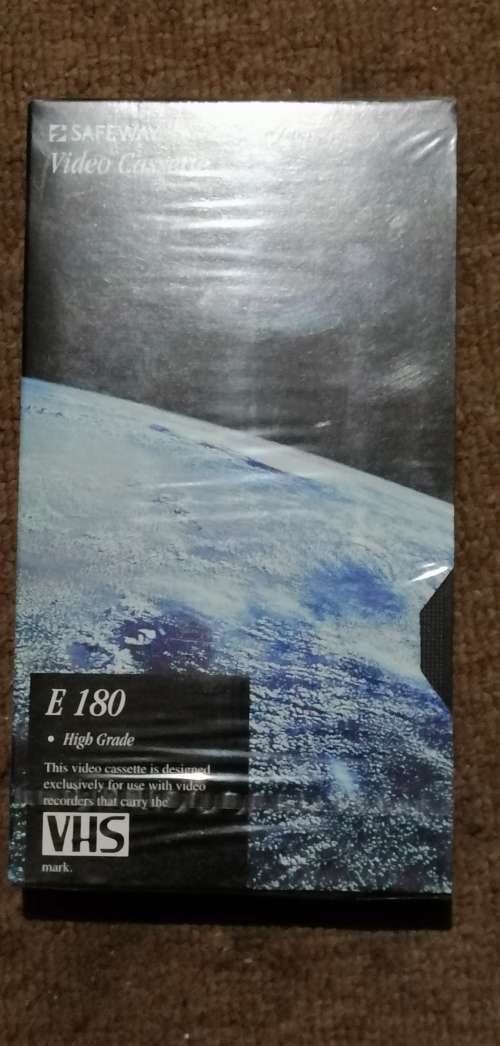 SAFEWAY
Video Cassette
E 180
• High Grade
This video cassette is designed
exclusively for use with video
recorders that carry the
VHS
mark.